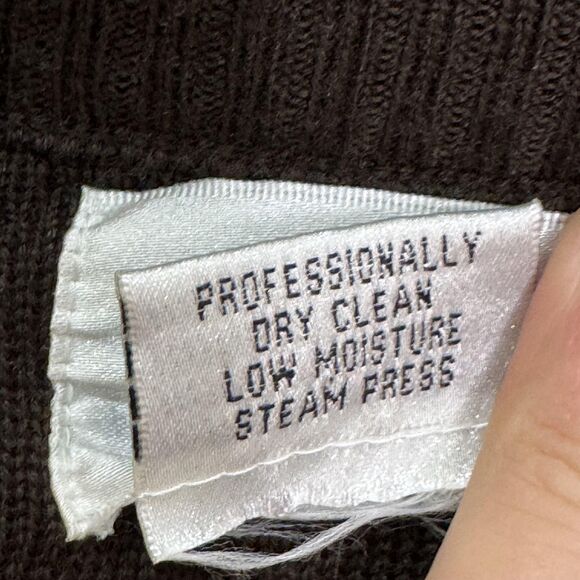 PROFESSIONALLY
DRY CLEAN
LOW MOISTURE
STEAM PRESS